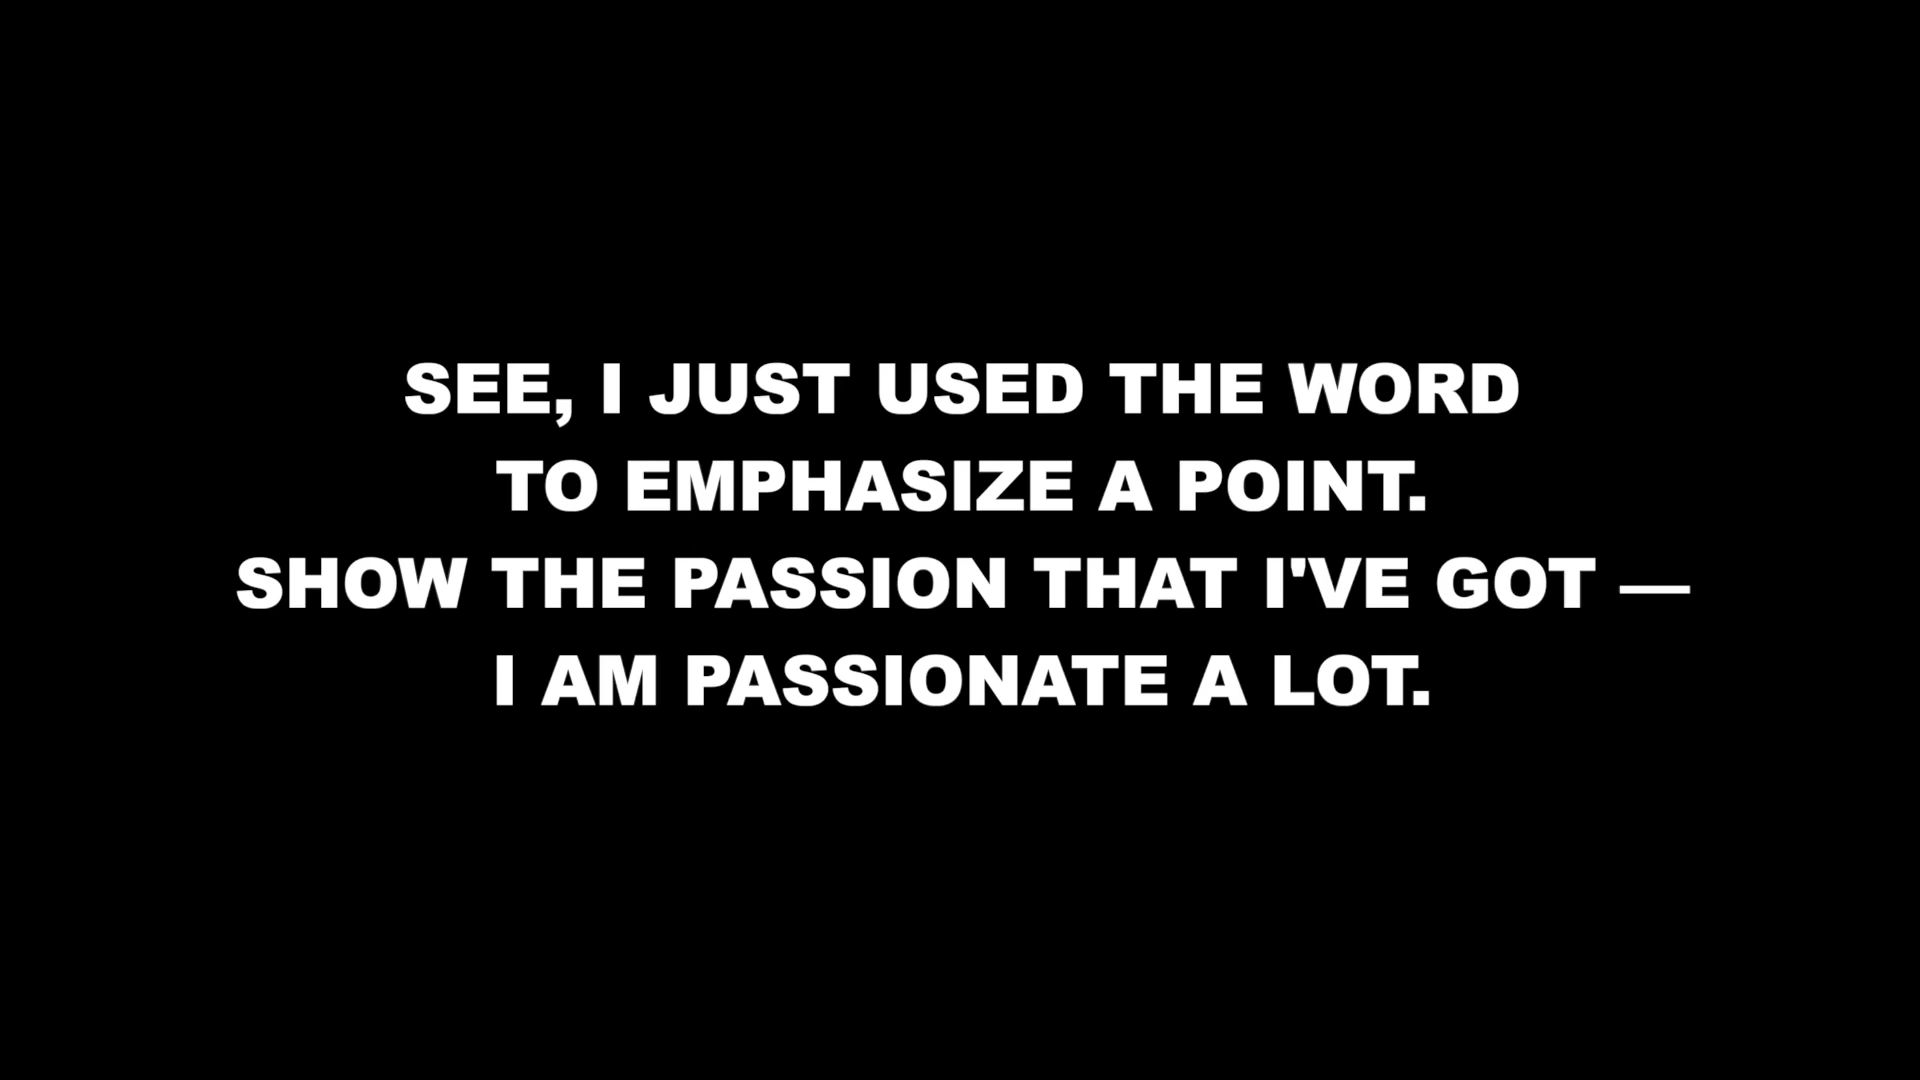 SEE, I JUST USED THE WORD
TO EMPHASIZE A POINT.
SHOW THE PASSION THAT I'VE GOT —
I AM PASSIONATE A LOT.